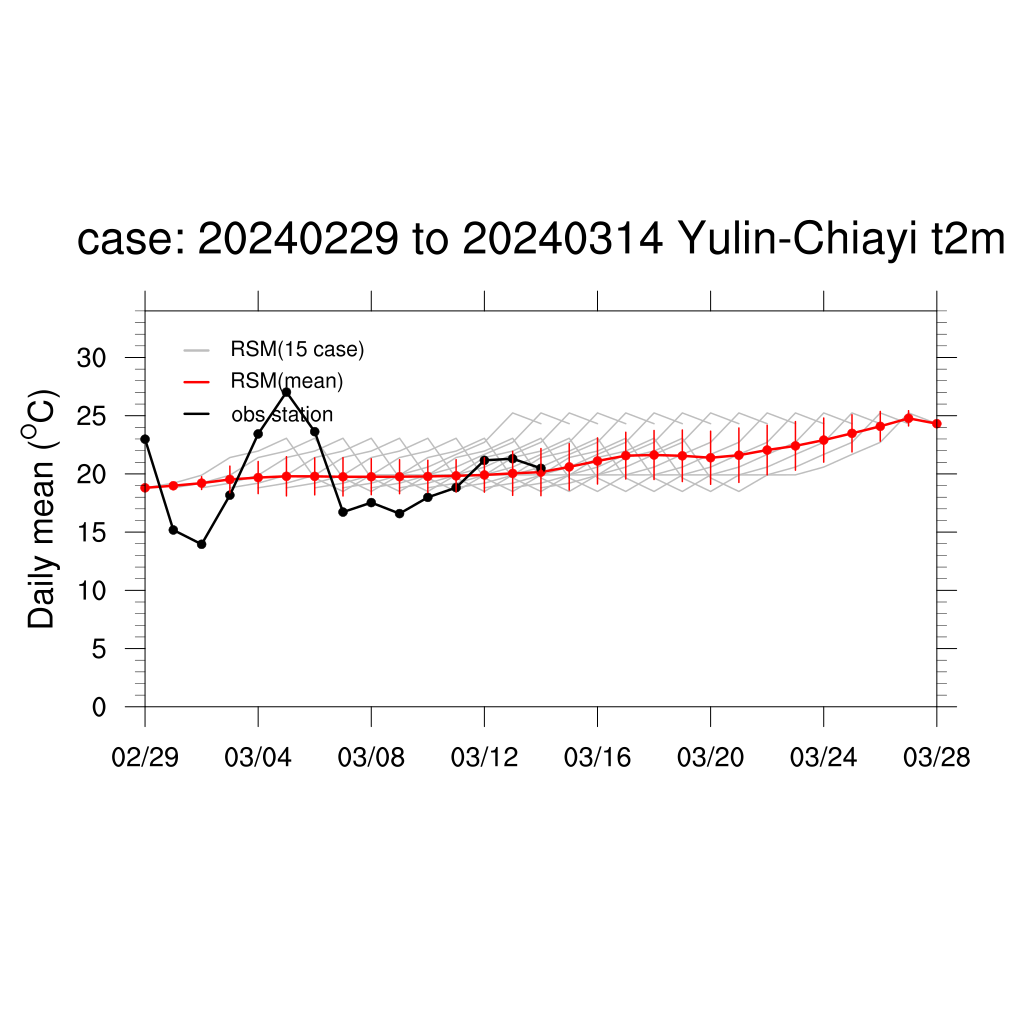 case: 20240229 to 20240314 Yulin-Chiayi t2m
RSM(15 case)
RSM(mean)
obs station
Daily mean (OC)
30
25
20
15
10
5
0
02/29 03/04 03/08 03/12 03/16 03/20 03/24 03/28